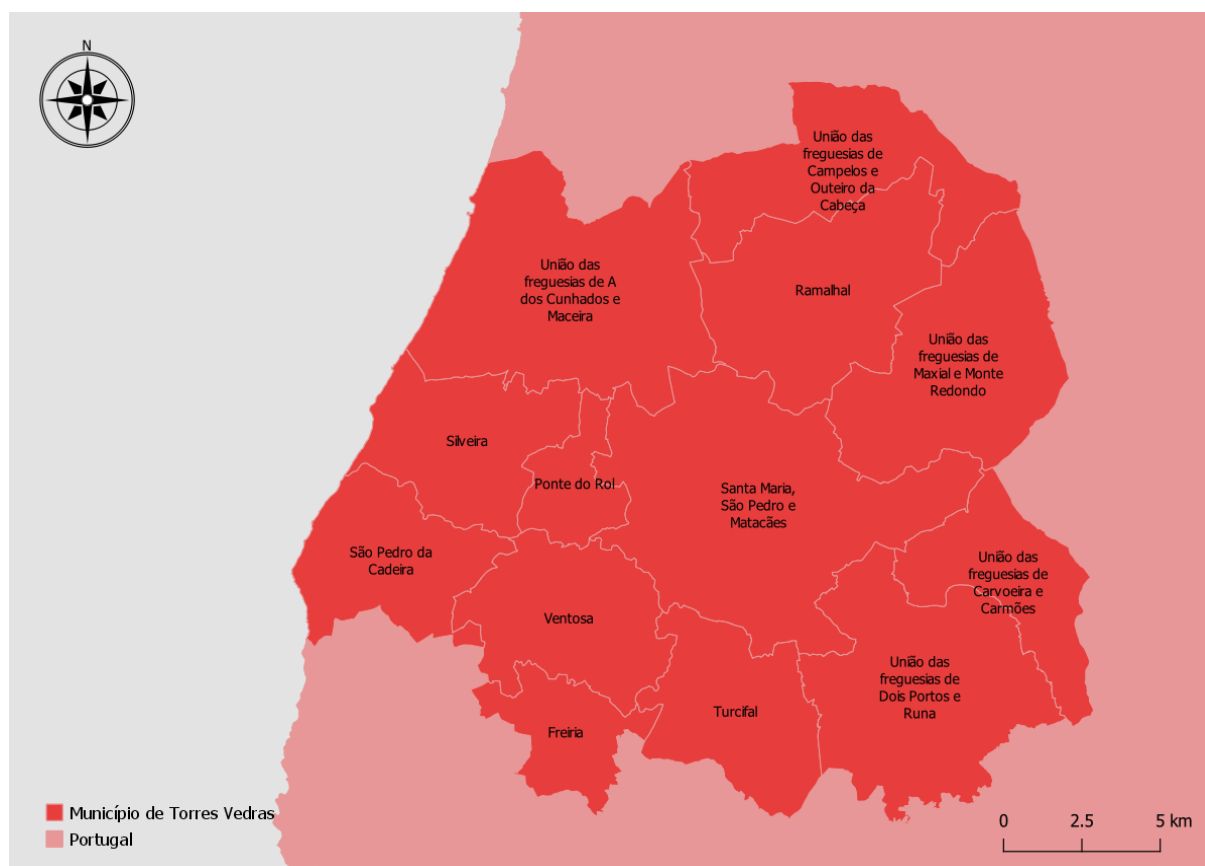 N
União das
freguesias de
Campelos e
Outeiro da
Cabeça
União das
freguesias de A
dos Cunhados e
Maceira
Ramalhal
União das
freguesias de
Maxial e Monte
Redondo
Silveira
Ponte do Rol
Santa Maria,
São Pedro e
Matacães
São Pedro da
Cadeira
União das
freguesias de
Carvoeira e
Carmões
Ventosa
União das
freguesias de
Dois Portos e
Runa
Turcifal
Freiria
Município de Torres Vedras
Portugal
0 2.5 5 km